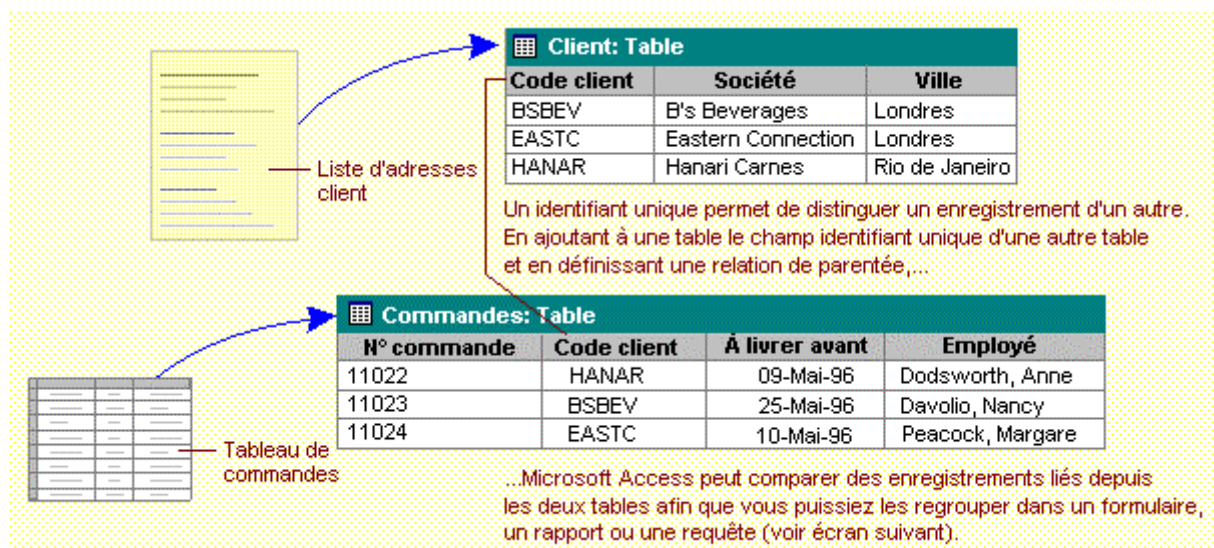 Client: Table
Code client Société Ville
BSBEV B's Beverages Londres
EASTC Eastern Connection Londres
HANAR Hanari Carnes Rio de Janeiro
Liste d'adresses
client
Un identifiant unique permet de distinguer un enregistrement d'un autre.
En ajoutant à une table le champ identifiant unique d'une autre table
et en définissant une relation de parentée,...
Commandes: Table
N° commande Code client À livrer avant Employé
11022 HANAR 09-Mai-96 Dodsworth, Anne
11023 BSBEV 25-Mai-96 Davolio, Nancy
11024 EASTC 10-Mai-96 Peacock, Margare
Tableau de
commandes
...Microsoft Access peut comparer des enregistrements liés depuis
les deux tables afin que vous puissiez les regrouper dans un formulaire,
un rapport ou une requête (voir écran suivant).